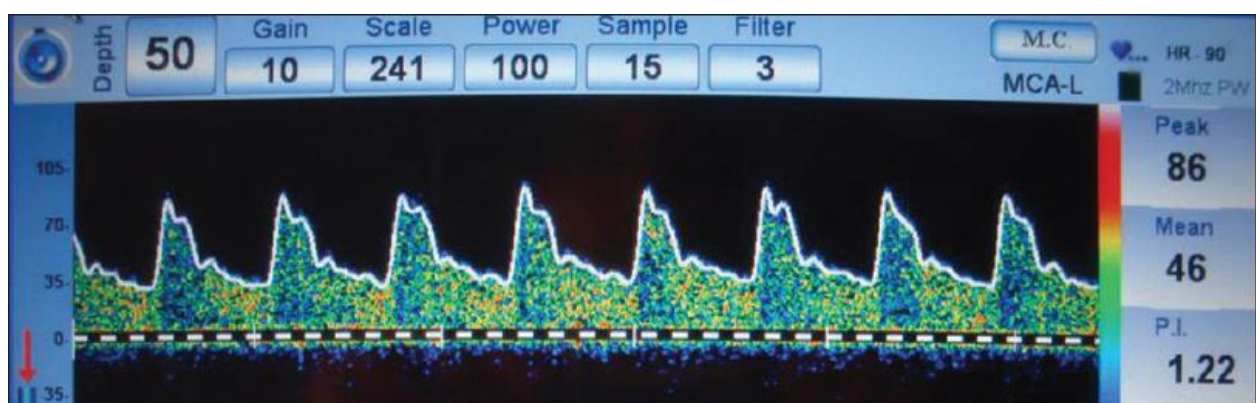 Depth 50
Gain 10
Scale 241
Power 100
Sample 15
Filter 3
M.C.
MCA-L
HR - 90
2Mhz PW
Peak
86
Mean
46
P.I.
1.22
105-
70-
35-
0-
35-